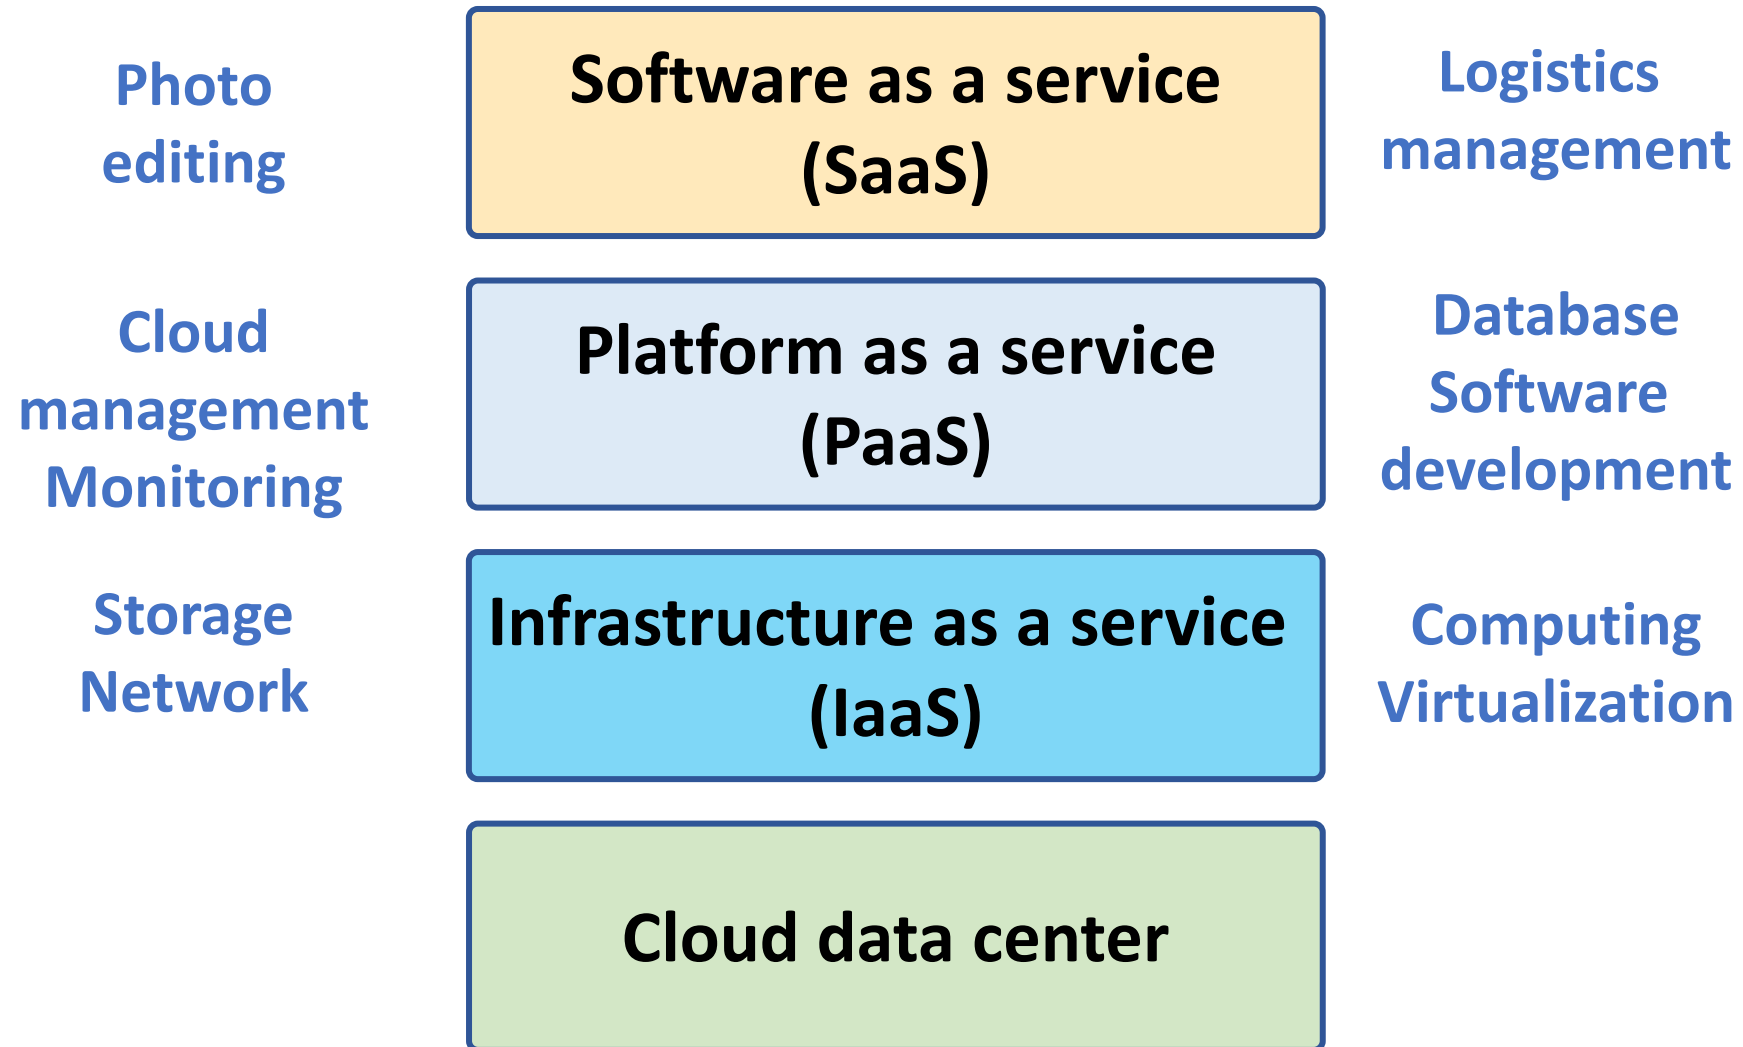 Photo
editing
Software as a service
(SaaS)
Logistics
management
Cloud
management
Monitoring
Platform as a service
(PaaS)
Database
Software
development
Storage
Network
Infrastructure as a service
(IaaS)
Computing
Virtualization
Cloud data center